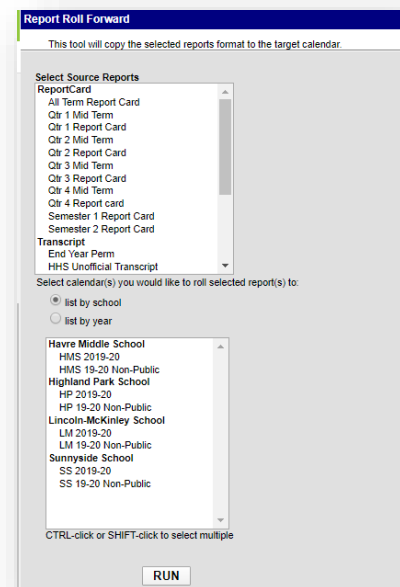 Report Roll Forward
This tool will copy the selected reports format to the target calendar.
Select Source Reports
ReportCard
All Term Report Card
Qtr 1 Mid Term
Qtr 1 Report Card
Qtr 2 Mid Term
Qtr 2 Report Card
Qtr 3 Mid Term
Qtr 3 Report Card
Qtr 4 Mid Term
Qtr 4 Report card
Semester 1 Report Card
Semester 2 Report Card
Transcript
End Year Perm
HHS Unofficial Transcript
Select calendar(s) you would like to roll selected report(s) to:
list by school
list by year
Havre Middle School
HMS 2019-20
HMS 19-20 Non-Public
Highland Park School
HP 2019-20
HP 19-20 Non-Public
Lincoln-McKinley School
LM 2019-20
LM 19-20 Non-Public
Sunnyside School
SS 2019-20
SS 19-20 Non-Public
CTRL-click or SHIFT-click to select multiple
RUN